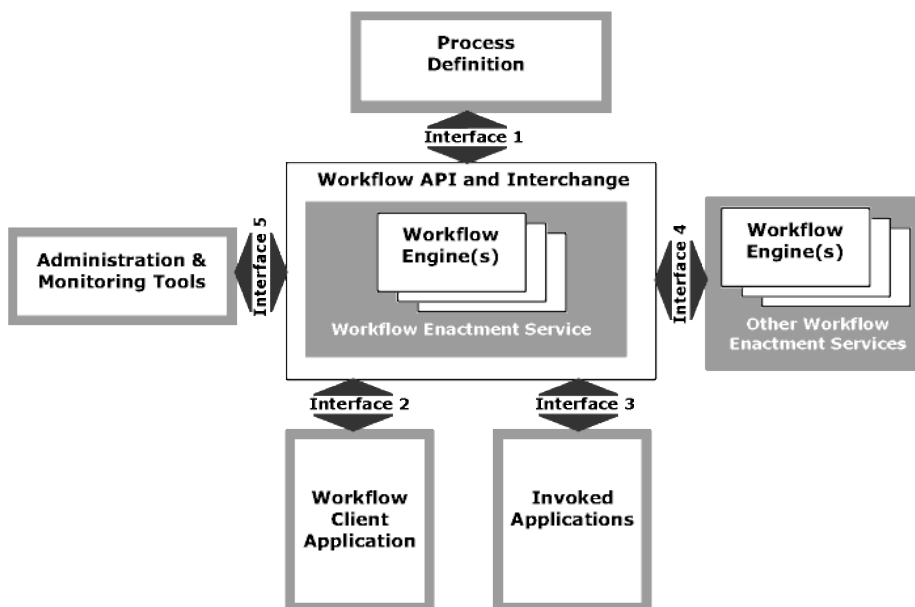 Process
Definition
Interface 1
Workflow API and Interchange
Workflow
Engine(s)
Workflow Enactment Service
Administration &
Monitoring Tools
Interface 5
Interface 4
Workflow
Engine(s)
Other Workflow
Enactment Services
Interface 2
Interface 3
Workflow
Client
Application
Invoked
Applications